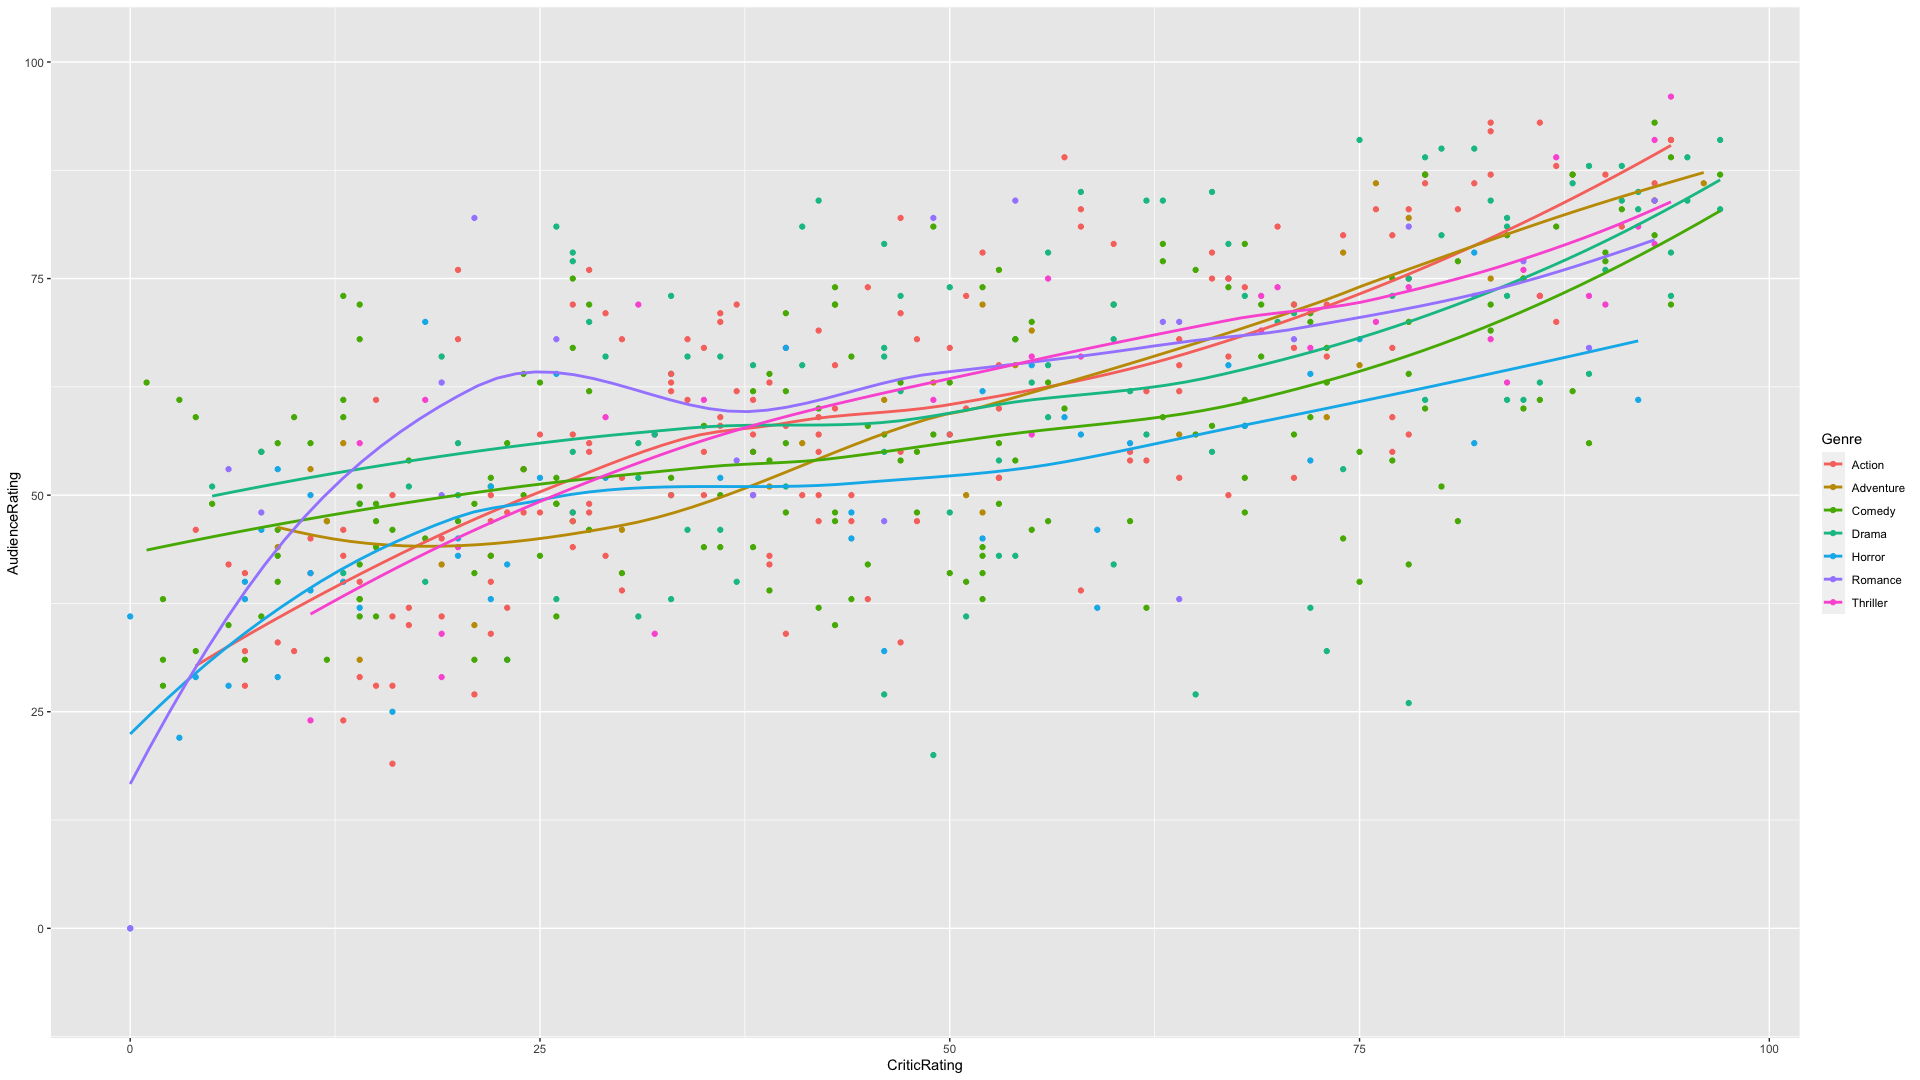 100
75
50
25
0
AudienceRating
0
25
50
75
100
CriticRating
Genre
Action
Adventure
Comedy
Drama
Horror
Romance
Thriller